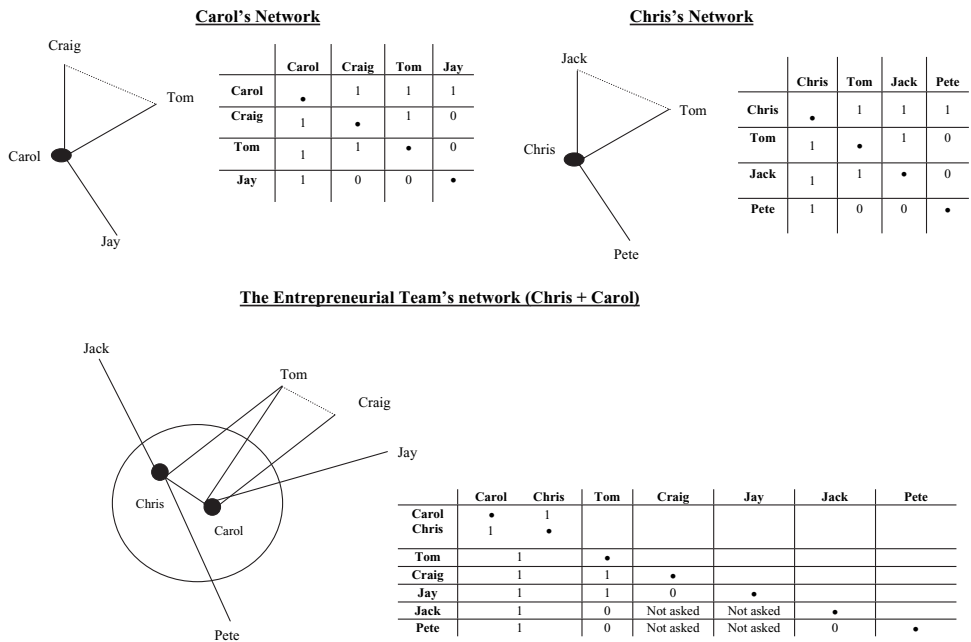 Carol's Network
Craig
Tom
Carol
Jay
Carol Craig Tom Jay
Carol • 1 1 1
Craig 1 • 1 0
Tom 1 1 • 0
Jay 1 0 0 •
Chris's Network
Jack
Tom
Chris
Pete
Chris Tom Jack Pete
Chris • 1 1 1
Tom 1 • 1 0
Jack 1 1 • 0
Pete 1 0 0 •
The Entrepreneurial Team's network (Chris + Carol)
Jack
Tom
Craig
Jay
Chris
Carol
Pete
Carol Chris Tom Craig Jay Jack Pete
Carol • 1
Chris 1 •
Tom 1 •
Craig 1 1 •
Jay 1 1 0 •
Jack 1 0 Not asked Not asked •
Pete 1 0 Not asked Not asked 0 •